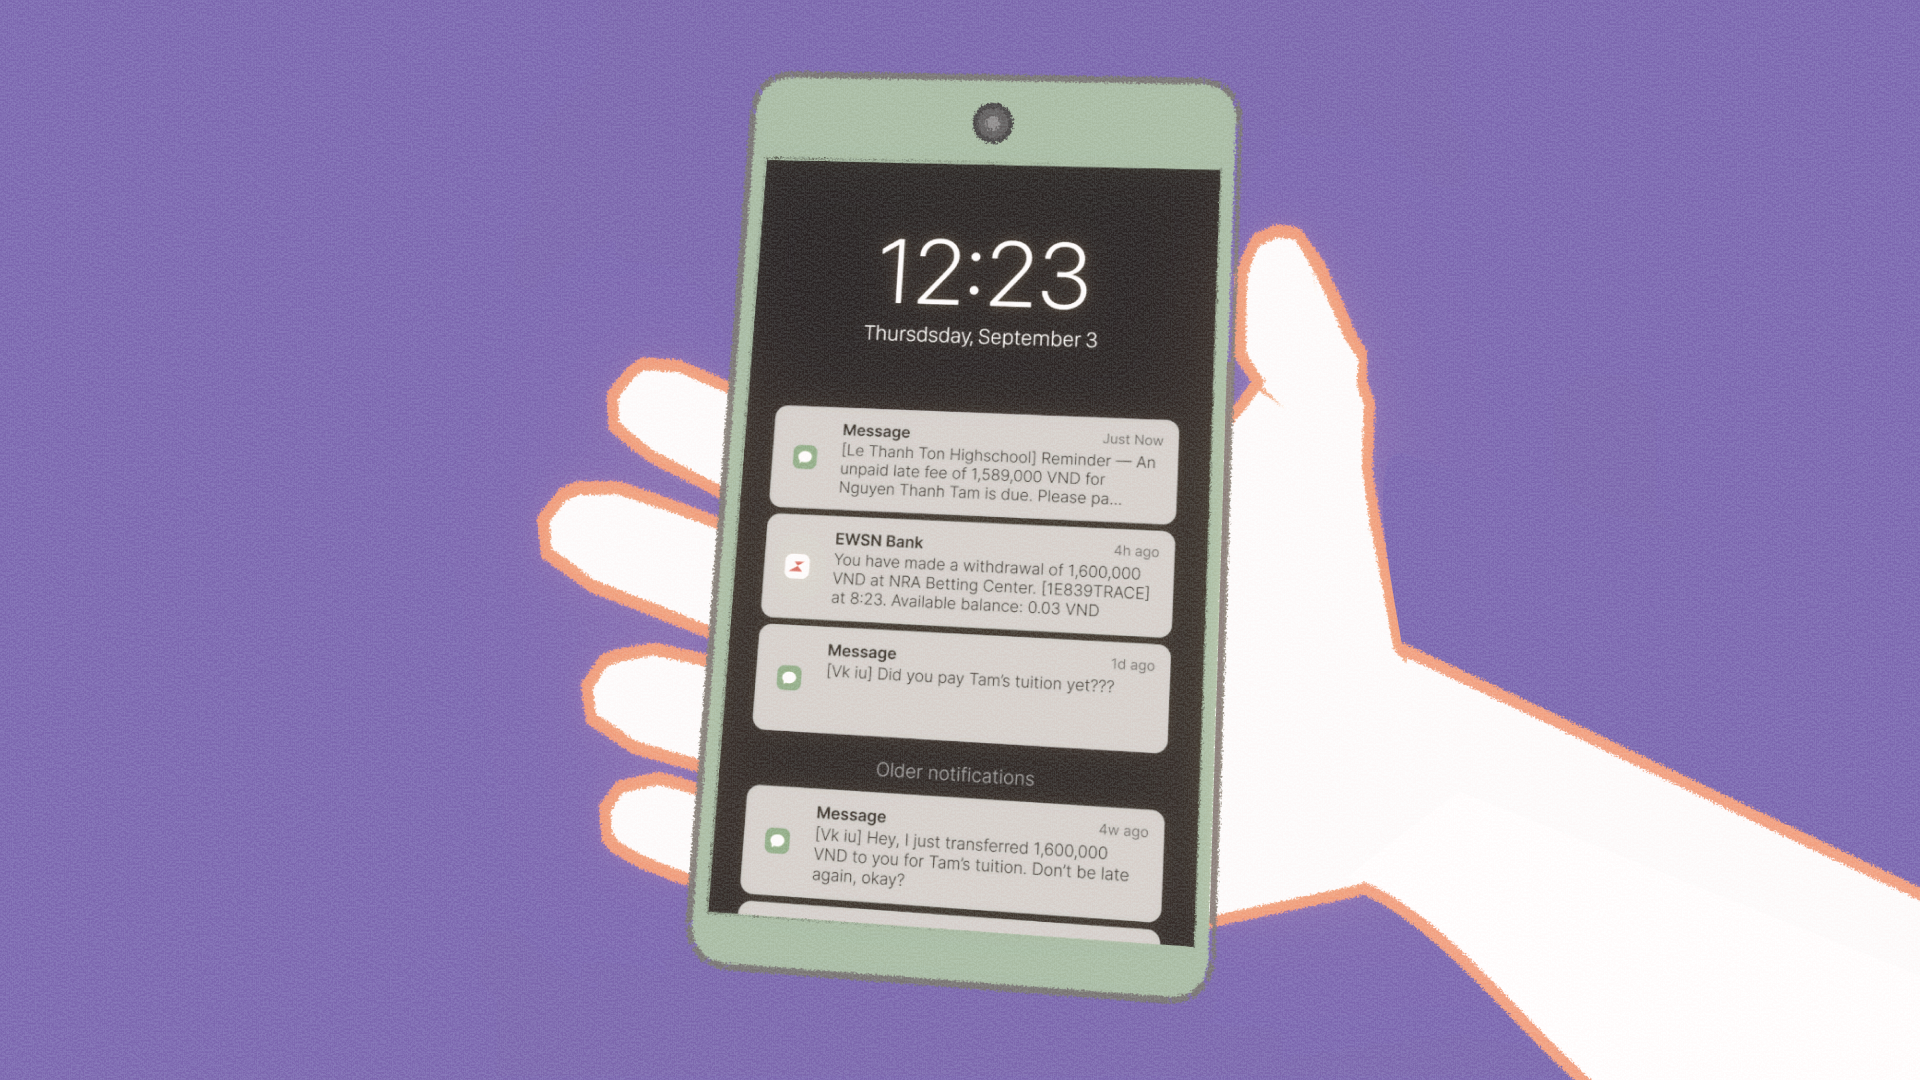 12:23
Thursdsday, September 3
Message
Just Now
[Le Thanh Ton Highschool] Reminder — An
unpaid late fee of 1,589,000 VND for
Nguyen Thanh Tam is due. Please pa...
EWSN Bank
4h ago
You have made a withdrawal of 1,600,000
VND at NRA Betting Center. [1E839TRACE]
at 8:23. Available balance: 0.03 VND
Message
1d ago
[Vk iu] Did you pay Tam's tuition yet???
Older notifications
Message
4w ago
[Vk iu] Hey, I just transferred 1,600,000
VND to you for Tam's tuition. Don't be late
again, okay?